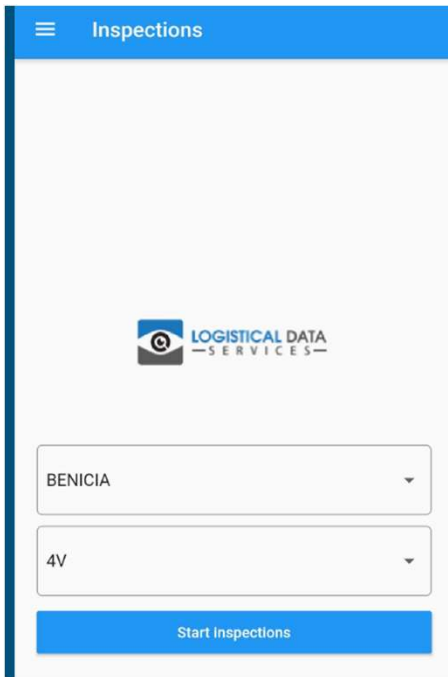 Inspections
LOGISTICAL DATA
SERVICES
BENICIA
4V
Start Inspections